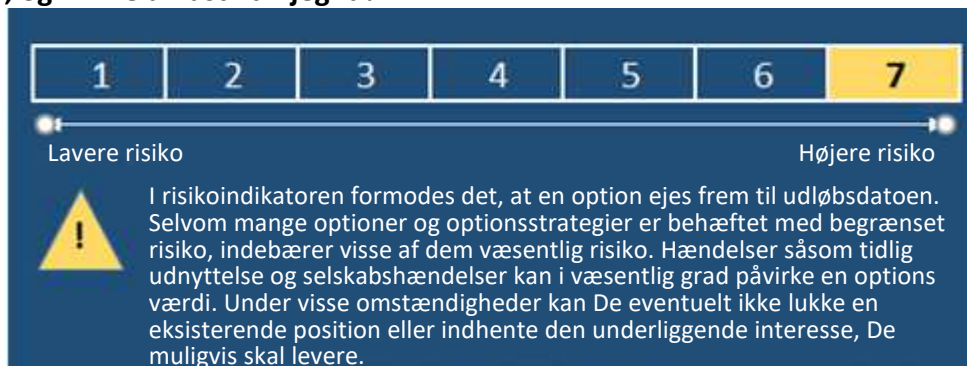 1 2 3 4 5 6 7
Lavere risiko Højere risiko
! I risikoindikatoren formodes det, at en option ejes frem til udløbsdatoen.
Selvom mange optioner og optionsstrategier er behæftet med begrænset
risiko, indebærer visse af dem væsentlig risiko. Hændelser såsom tidlig
udnyttelse og selskabshændelser kan i væsentlig grad påvirke en options
værdi. Under visse omstændigheder kan De eventuelt ikke lukke en
eksisterende position eller indhente den underliggende interesse, De
muligvis skal levere.